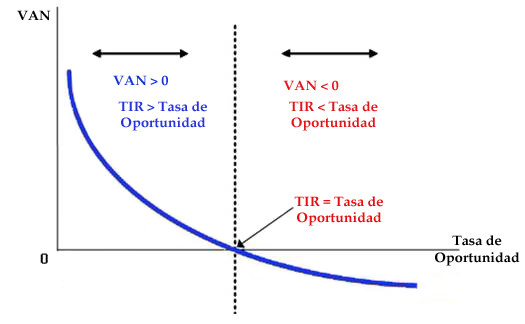 VAN
VAN > 0
TIR > Tasa de
Oportunidad
VAN < 0
TIR < Tasa de
Oportunidad
TIR = Tasa de
Oportunidad
0
Tasa de
Oportunidad